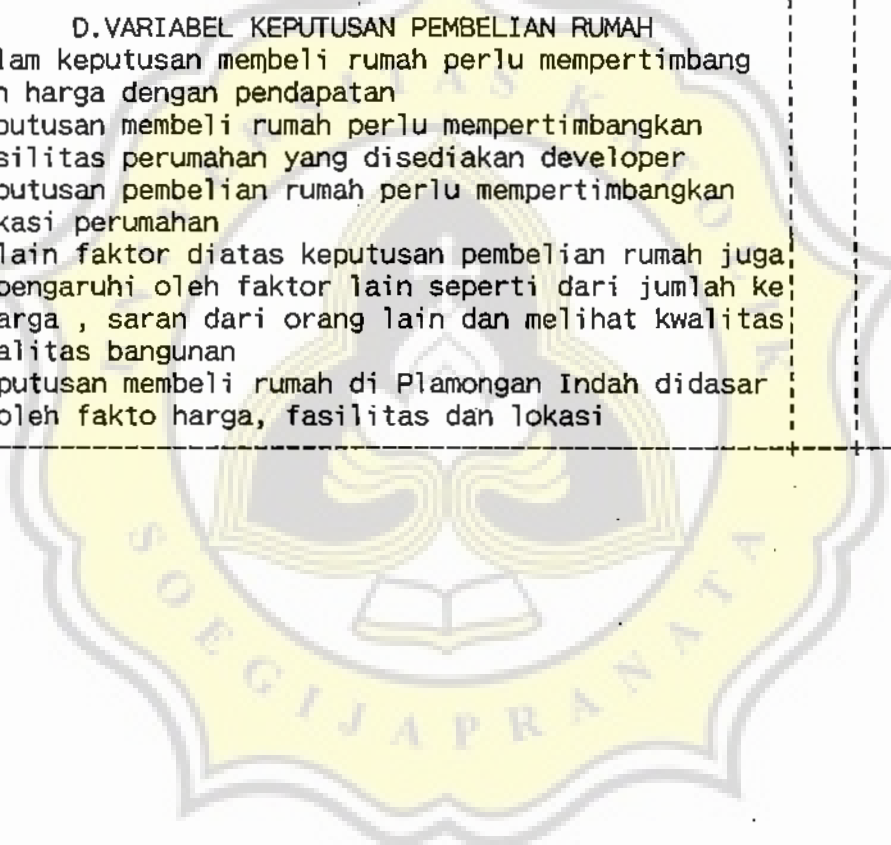 D.VARIABEL KEPUTUSAN PEMBELIAN RUMAH
lam keputusan membeli rumah perlu mempertimbang
n harga dengan pendapatan
putusan membeli rumah perlu mempertimbangkan
silitas perumahan yang disediakan developer
putusan pembelian rumah perlu mempertimbangkan
kasi perumahan
lain faktor diatas keputusan pembelian rumah juga
pengaruhi oleh faktor lain seperti dari jumlah ke
arga , saran dari orang lain dan melihat kwalitas
alitas bangunan
putusan membeli rumah di Plamongan Indah didasar
oleh fakto harga, fasilitas dan lokasi
SOEGIJAPRANATA